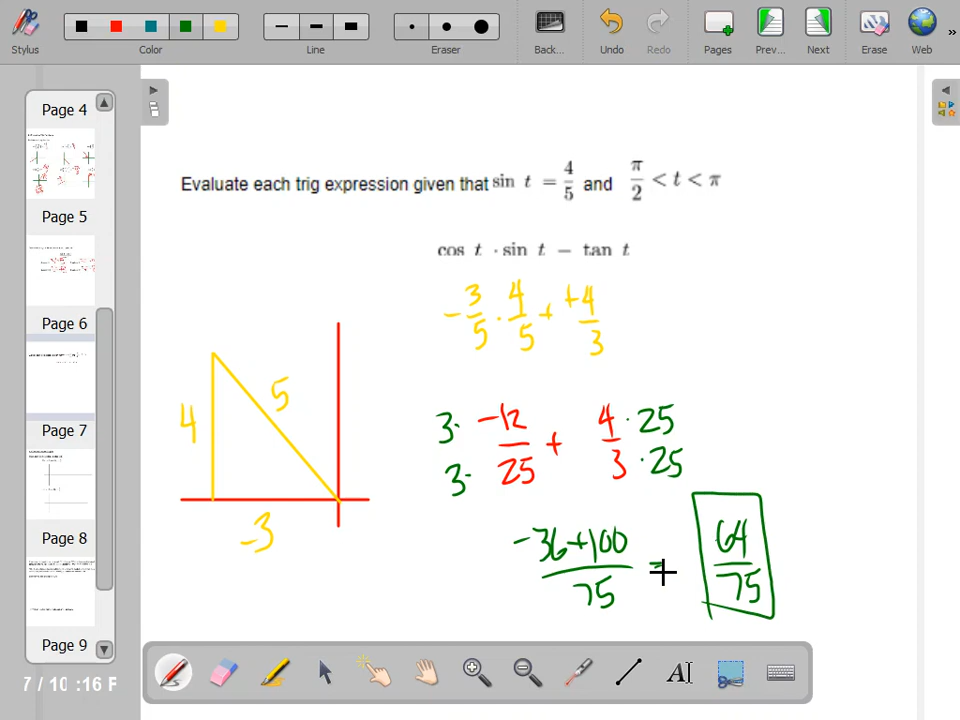 Stylus Color Line Eraser Back... Undo Redo Pages Prev... Next Erase Web »
Page 4
Page 5
Page 6
Page 7
Page 8
Page 9
7 / 10 :16 P
Evaluate each trig expression given that sin t = 4/5 and π/2 < t < π
cos t · sin t − tan t
-3/5 · 4/5 + +4/3
4
5
-3
3· -12/25 + 4/3 ·25
3· ·25
-36+100/75 = 64/75
AI